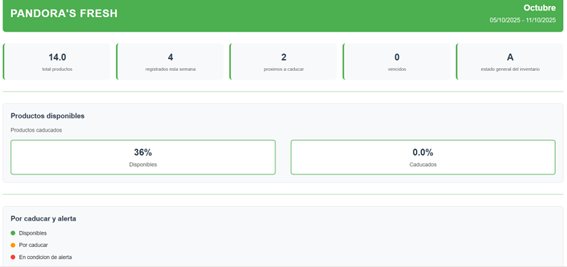 PANDORA'S FRESH
Octubre
05/10/2025 - 11/10/2025
14.0
total productos
4
registrados esta semana
2
proximos a caducar
0
vencidos
A
estado general del inventario
Productos disponibles
Productos caducados
36%
Disponibles
0.0%
Caducados
Por caducar y alerta
Disponibles
Por caducar
En condicion de alerta